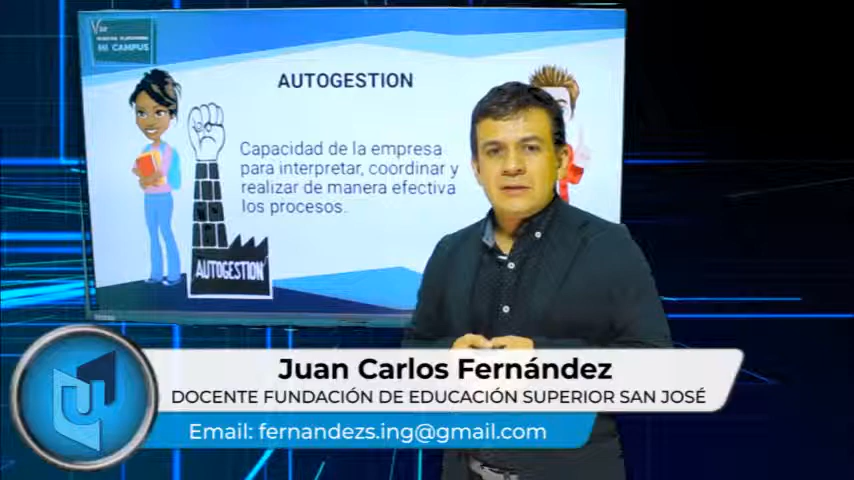 MI CAMPUS
AUTOGESTION
Capacidad de la empresa
para interpretar, coordinar y
realizar de manera efectiva
los procesos.
AUTOGESTION
Juan Carlos Fernández
DOCENTE FUNDACIÓN DE EDUCACIÓN SUPERIOR SAN JOSÉ
Email: fernandezs.ing@gmail.com